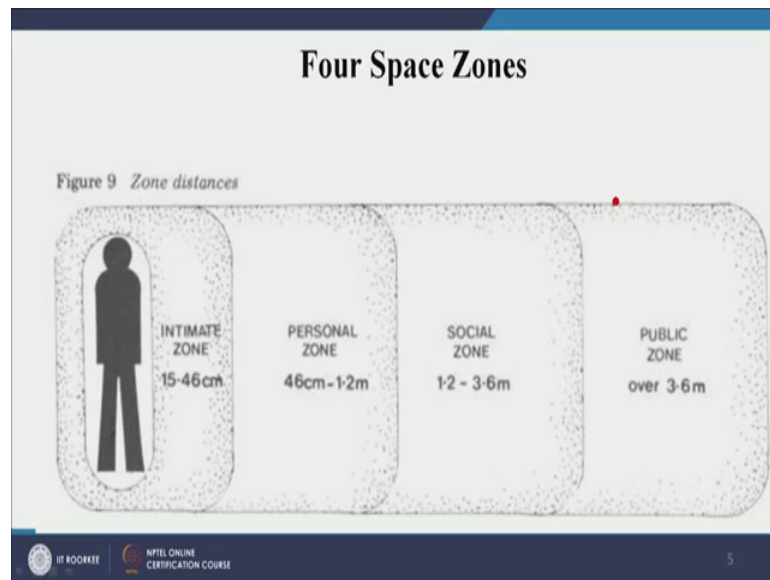 Four Space Zones
Figure 9 Zone distances
INTIMATE
ZONE
15-46cm
PERSONAL
ZONE
46cm-1·2m
SOCIAL
ZONE
1·2 - 3·6m
PUBLIC
ZONE
over 3·6m
IIT ROORKEE
NPTEL ONLINE
CERTIFICATION COURSE
5